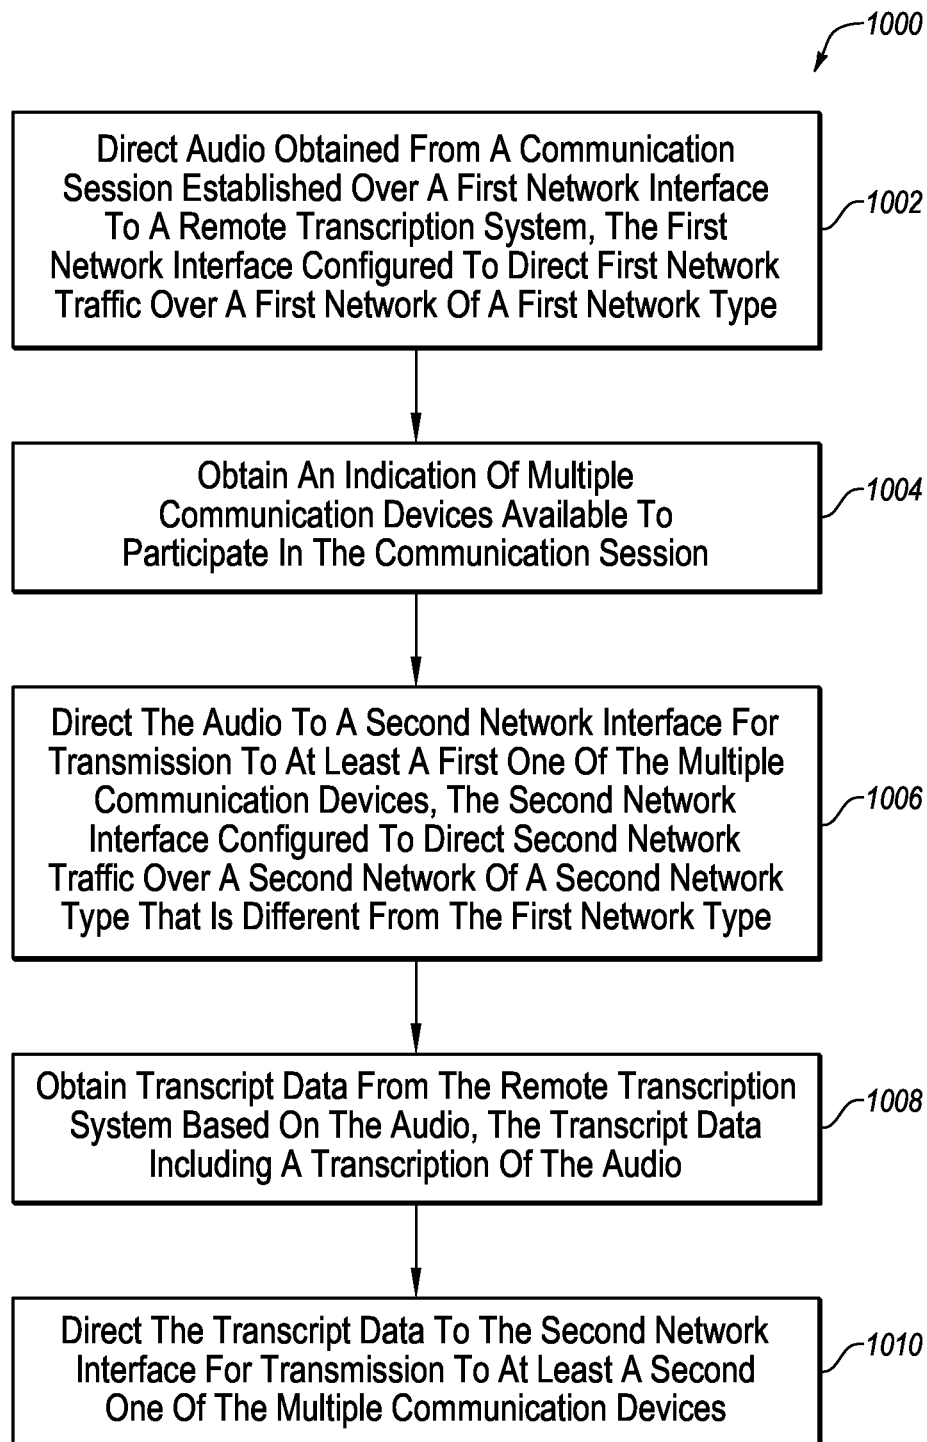 1000
Direct Audio Obtained From A Communication
Session Established Over A First Network Interface
To A Remote Transcription System, The First
Network Interface Configured To Direct First Network
Traffic Over A First Network Of A First Network Type
1002
Obtain An Indication Of Multiple
Communication Devices Available To
Participate In The Communication Session
1004
Direct The Audio To A Second Network Interface For
Transmission To At Least A First One Of The Multiple
Communication Devices, The Second Network
Interface Configured To Direct Second Network
Traffic Over A Second Network Of A Second Network
Type That Is Different From The First Network Type
1006
Obtain Transcript Data From The Remote Transcription
System Based On The Audio, The Transcript Data
Including A Transcription Of The Audio
1008
Direct The Transcript Data To The Second Network
Interface For Transmission To At Least A Second
One Of The Multiple Communication Devices
1010